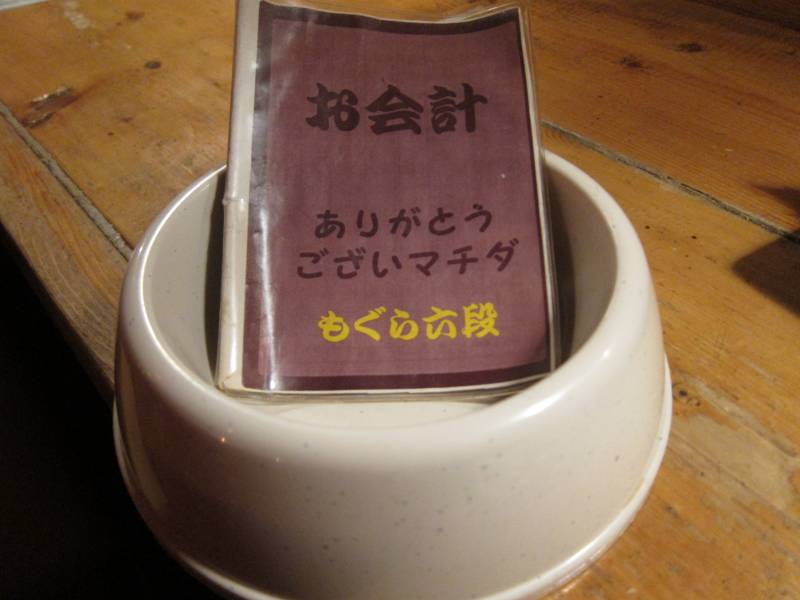 お会計
ありがとう
ございマチダ
もぐら六段